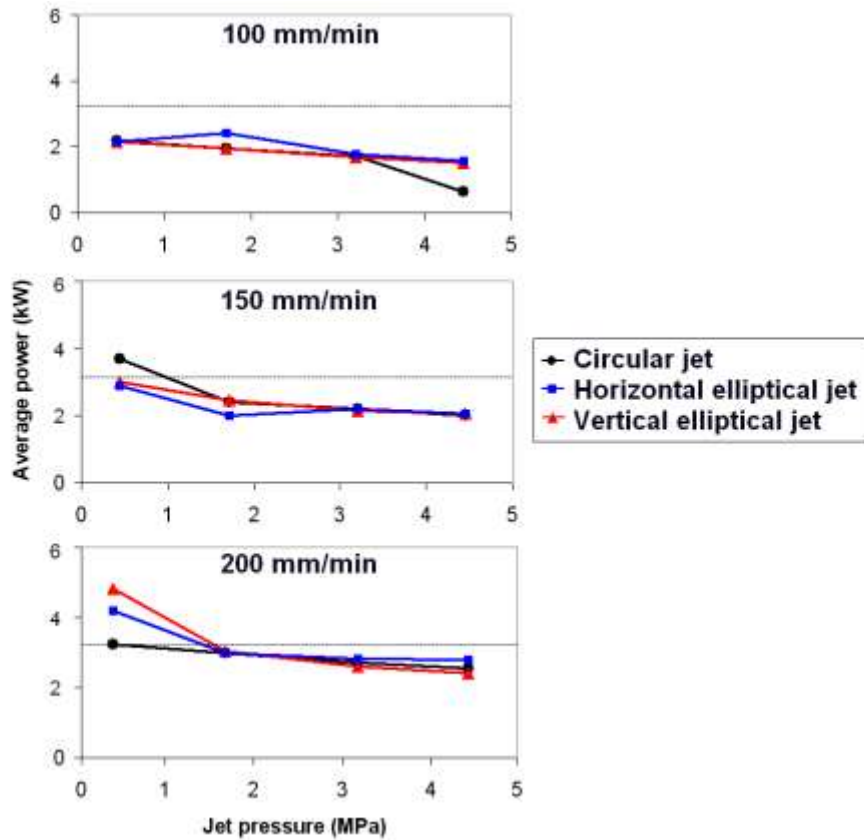 6
100 mm/min
4
2
0
0 1 2 3 4 5
6
150 mm/min
4
2
0
0 1 2 3 4 5
Average power (kW)
Circular jet
Horizontal elliptical jet
Vertical elliptical jet
6
200 mm/min
4
2
0
0 1 2 3 4 5
Jet pressure (MPa)